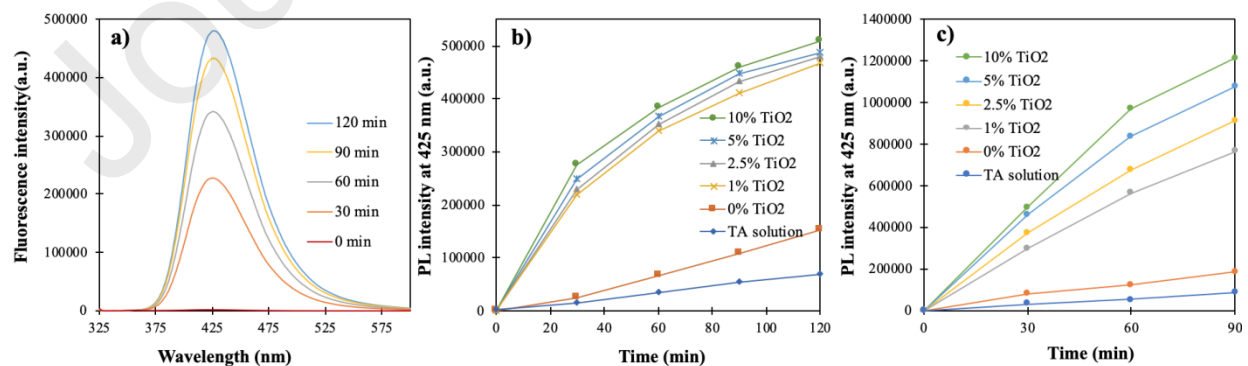 Jou
a)
Fluorescence intensity(a.u.)
500000
400000
300000
200000
100000
0
325
375
425
475
525
575
Wavelength (nm)
120 min
90 min
60 min
30 min
0 min
b)
PL intensity at 425 nm (a.u.)
500000
400000
300000
200000
100000
0
0
20
40
60
80
100
120
Time (min)
10% TiO2
5% TiO2
2.5% TiO2
1% TiO2
0% TiO2
TA solution
c)
PL intensity at 425 nm (a.u.)
1400000
1200000
1000000
800000
600000
400000
200000
0
0
30
60
90
Time (min)
10% TiO2
5% TiO2
2.5% TiO2
1% TiO2
0% TiO2
TA solution